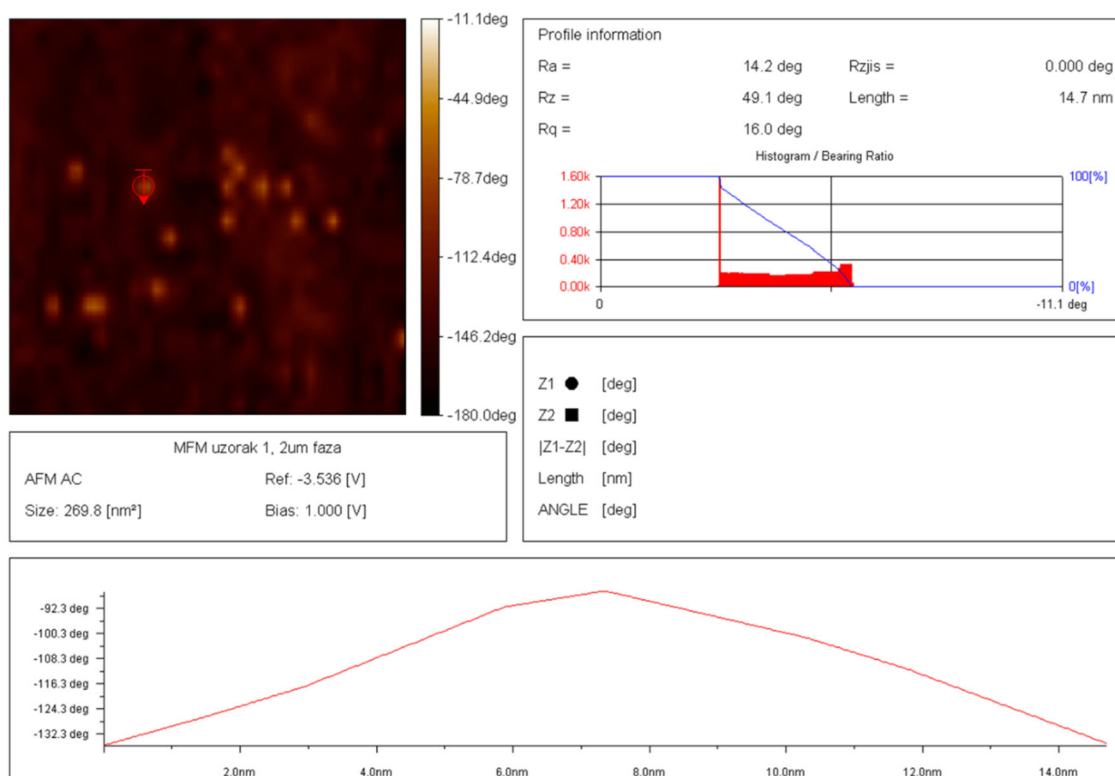 -11.1deg
-44.9deg
-78.7deg
-112.4deg
-146.2deg
-180.0deg
Profile information
Ra = 14.2 deg Rzjis = 0.000 deg
Rz = 49.1 deg Length = 14.7 nm
Rq = 16.0 deg
Histogram / Bearing Ratio
1.60k 100[%]
1.20k
0.80k
0.40k
0.00k 0[%]
0 -11.1 deg
MFM uzorak 1, 2um faza
AFM AC Ref: -3.536 [V]
Size: 269.8 [nm²] Bias: 1.000 [V]
Z1 [deg]
Z2 [deg]
|Z1-Z2| [deg]
Length [nm]
ANGLE [deg]
-92.3 deg
-100.3 deg
-108.3 deg
-116.3 deg
-124.3 deg
-132.3 deg
2.0nm 4.0nm 6.0nm 8.0nm 10.0nm 12.0nm 14.0nm